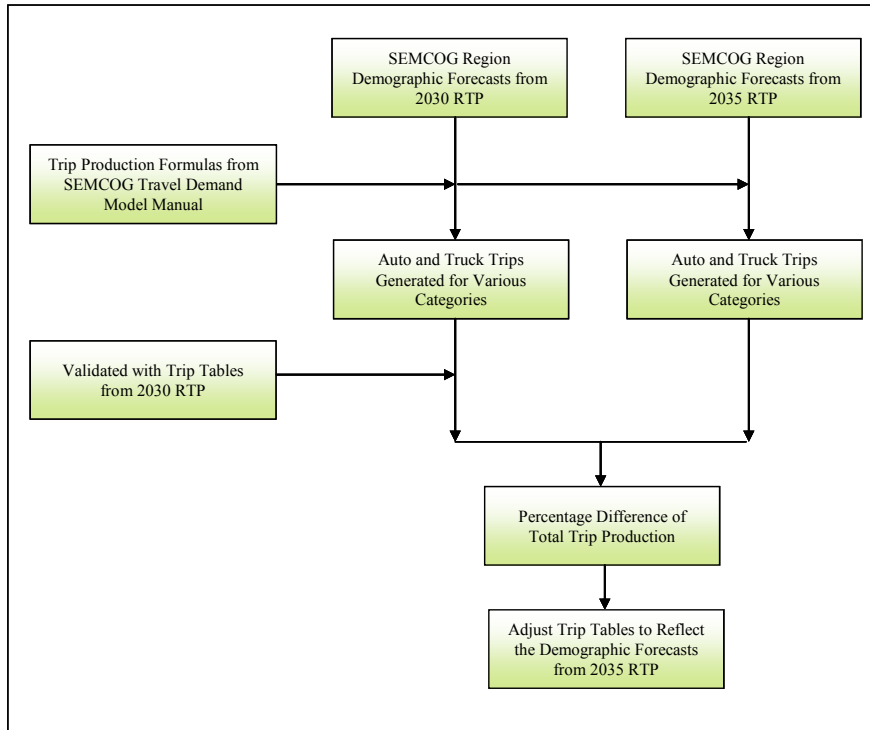 SEMCOG Region
Demographic Forecasts from
2030 RTP
SEMCOG Region
Demographic Forecasts from
2035 RTP
Trip Production Formulas from
SEMCOG Travel Demand
Model Manual
Auto and Truck Trips
Generated for Various
Categories
Auto and Truck Trips
Generated for Various
Categories
Validated with Trip Tables
from 2030 RTP
Percentage Difference of
Total Trip Production
Adjust Trip Tables to Reflect
the Demographic Forecasts
from 2035 RTP